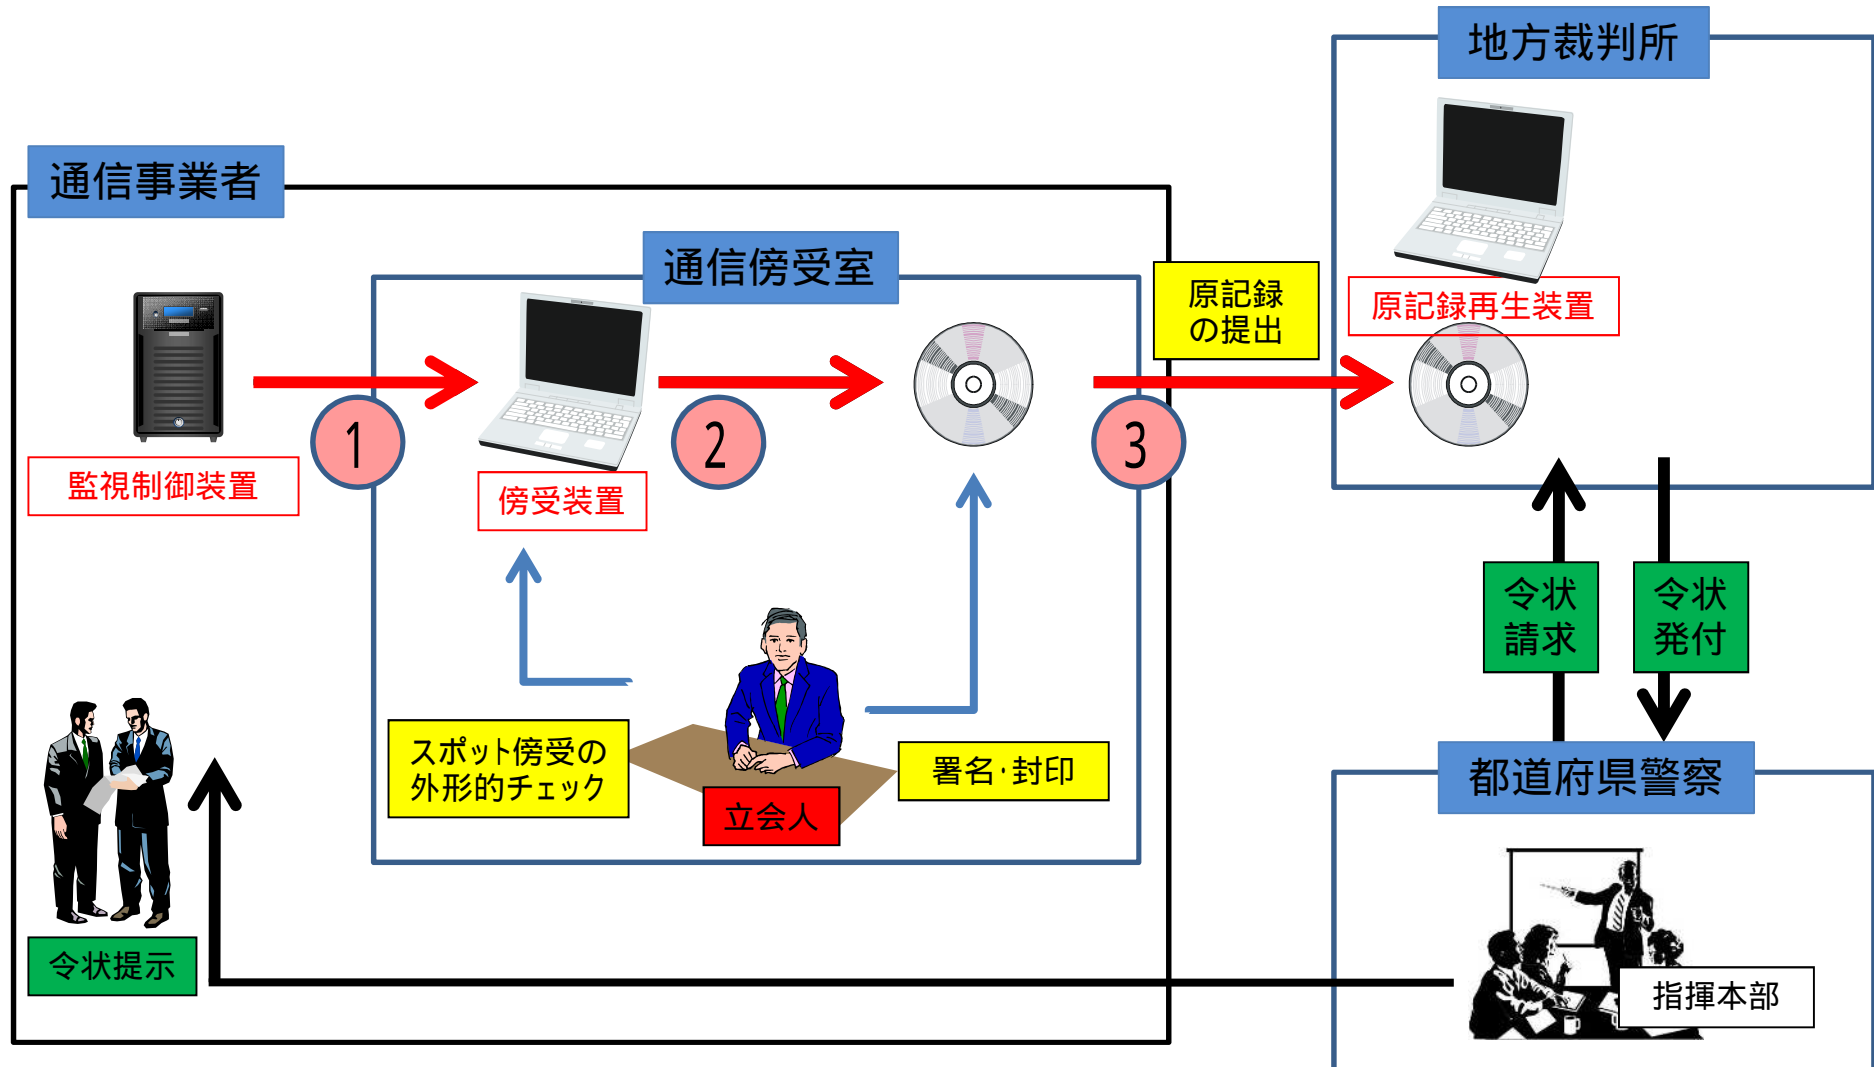 地方裁判所
通信事業者
通信傍受室
原記録
の提出
原記録再生装置
1
2
3
監視制御装置
傍受装置
令状
請求
令状
発付
スポット傍受の
外形的チェック
署名・封印
立会人
都道府県警察
令状提示
指揮本部